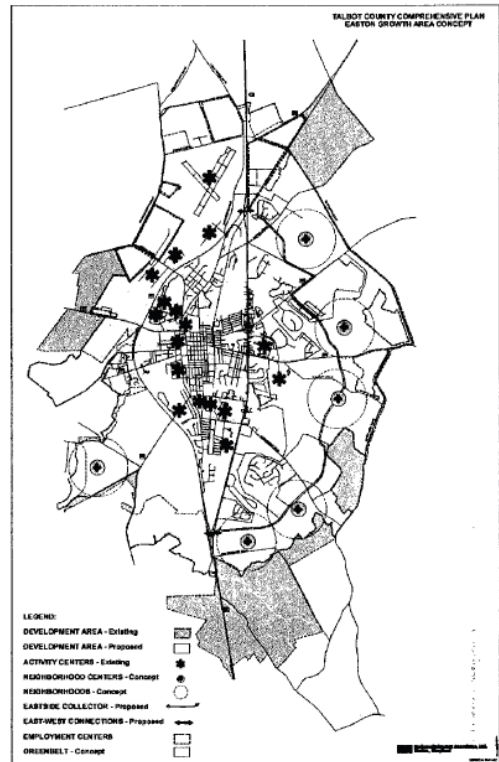 TALBOT COUNTY COMPREHENSIVE PLAN
EASTON GROWTH AREA CONCEPT
LEGEND:
DEVELOPMENT AREA - Existing
DEVELOPMENT AREA - Proposed
ACTIVITY CENTERS - Existing
NEIGHBORHOOD CENTERS - Concept
NEIGHBORHOODS - Concept
EASTSIDE COLLECTOR - Proposed
EAST-WEST CONNECTIONS - Proposed
EMPLOYMENT CENTERS
GREENBELT - Concept